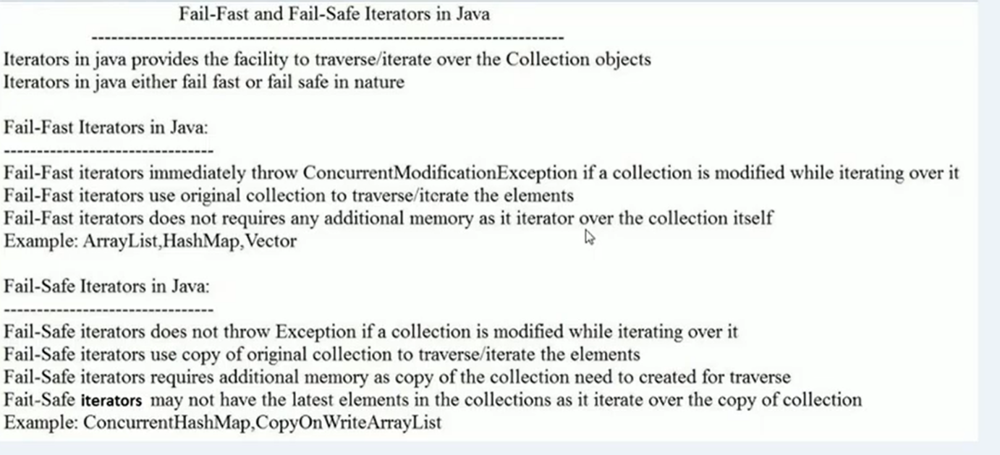 Fail-Fast and Fail-Safe Iterators in Java
------------------------------------------------------------------------
Iterators in java provides the facility to traverse/iterate over the Collection objects
Iterators in java either fail fast or fail safe in nature
Fail-Fast Iterators in Java:
--------------------------------
Fail-Fast iterators immediately throw ConcurrentModificationException if a collection is modified while iterating over it
Fail-Fast iterators use original collection to traverse/iterate the elements
Fail-Fast iterators does not requires any additional memory as it iterator over the collection itself
Example: ArrayList,HashMap,Vector
Fail-Safe Iterators in Java:
--------------------------------
Fail-Safe iterators does not throw Exception if a collection is modified while iterating over it
Fail-Safe iterators use copy of original collection to traverse/iterate the elements
Fail-Safe iterators requires additional memory as copy of the collection need to created for traverse
Fait-Safe iterators may not have the latest elements in the collections as it iterate over the copy of collection
Example: ConcurrentHashMap,CopyOnWriteArrayList